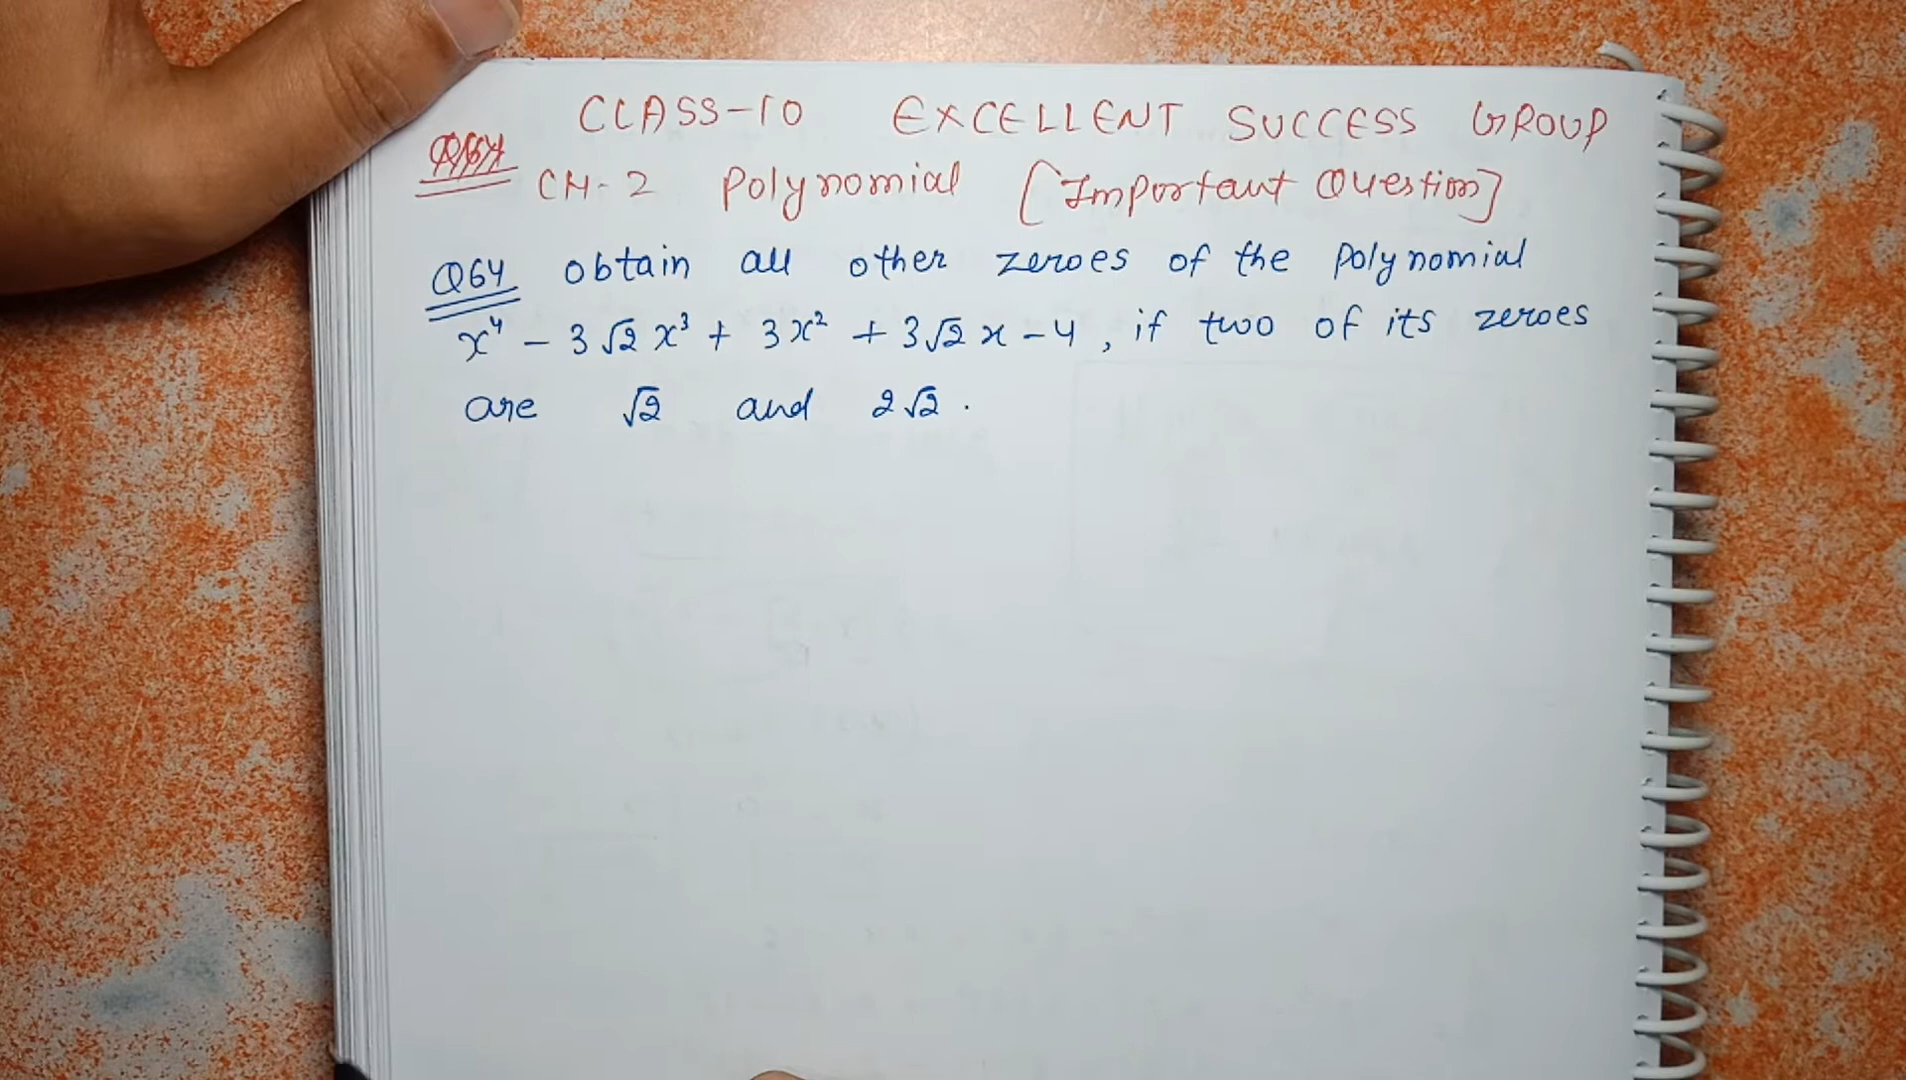 CLASS-10 EXCELLENT SUCCESS GROUP
CH-2 Polynomial [Important Question]
Q64 obtain all other zeroes of the polynomial
x⁴ - 3√2 x³ + 3x² + 3√2 x - 4, if two of its zeroes
are √2 and 2√2.